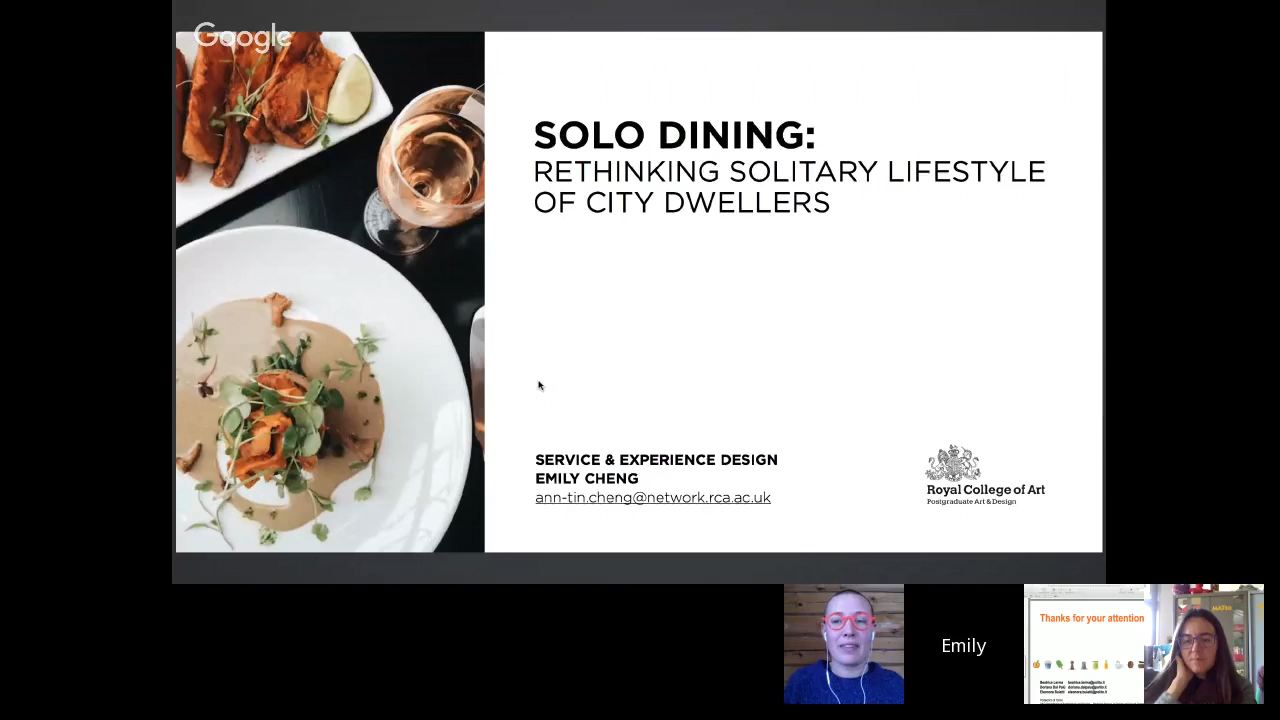 Google
SOLO DINING:
RETHINKING SOLITARY LIFESTYLE
OF CITY DWELLERS
SERVICE & EXPERIENCE DESIGN
EMILY CHENG
ann-tin.cheng@network.rca.ac.uk
Royal College of Art
Postgraduate Art & Design
Emily
Thanks for your attention